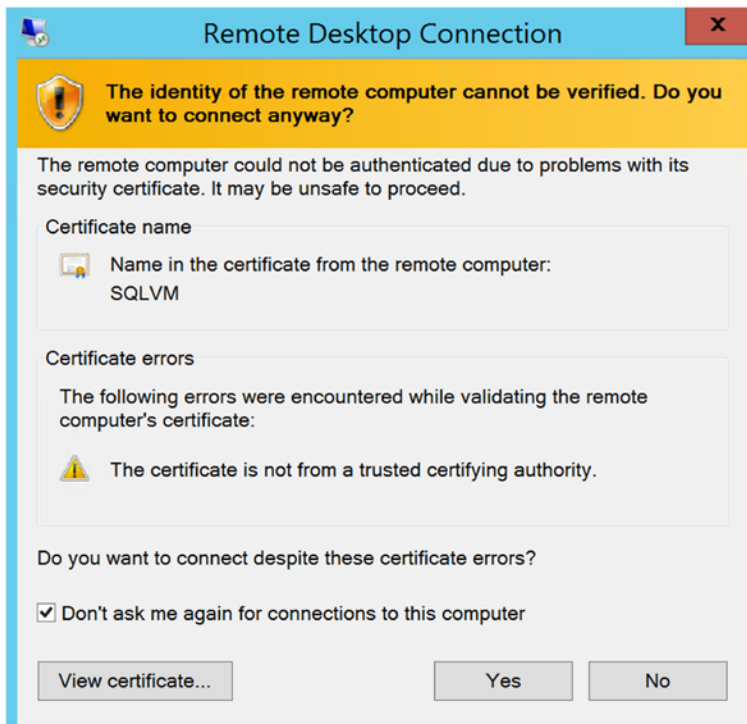 Remote Desktop Connection
x
The identity of the remote computer cannot be verified. Do you
want to connect anyway?
The remote computer could not be authenticated due to problems with its
security certificate. It may be unsafe to proceed.
Certificate name
Name in the certificate from the remote computer:
SQLVM
Certificate errors
The following errors were encountered while validating the remote
computer's certificate:
The certificate is not from a trusted certifying authority.
Do you want to connect despite these certificate errors?
Don't ask me again for connections to this computer
View certificate...
Yes
No